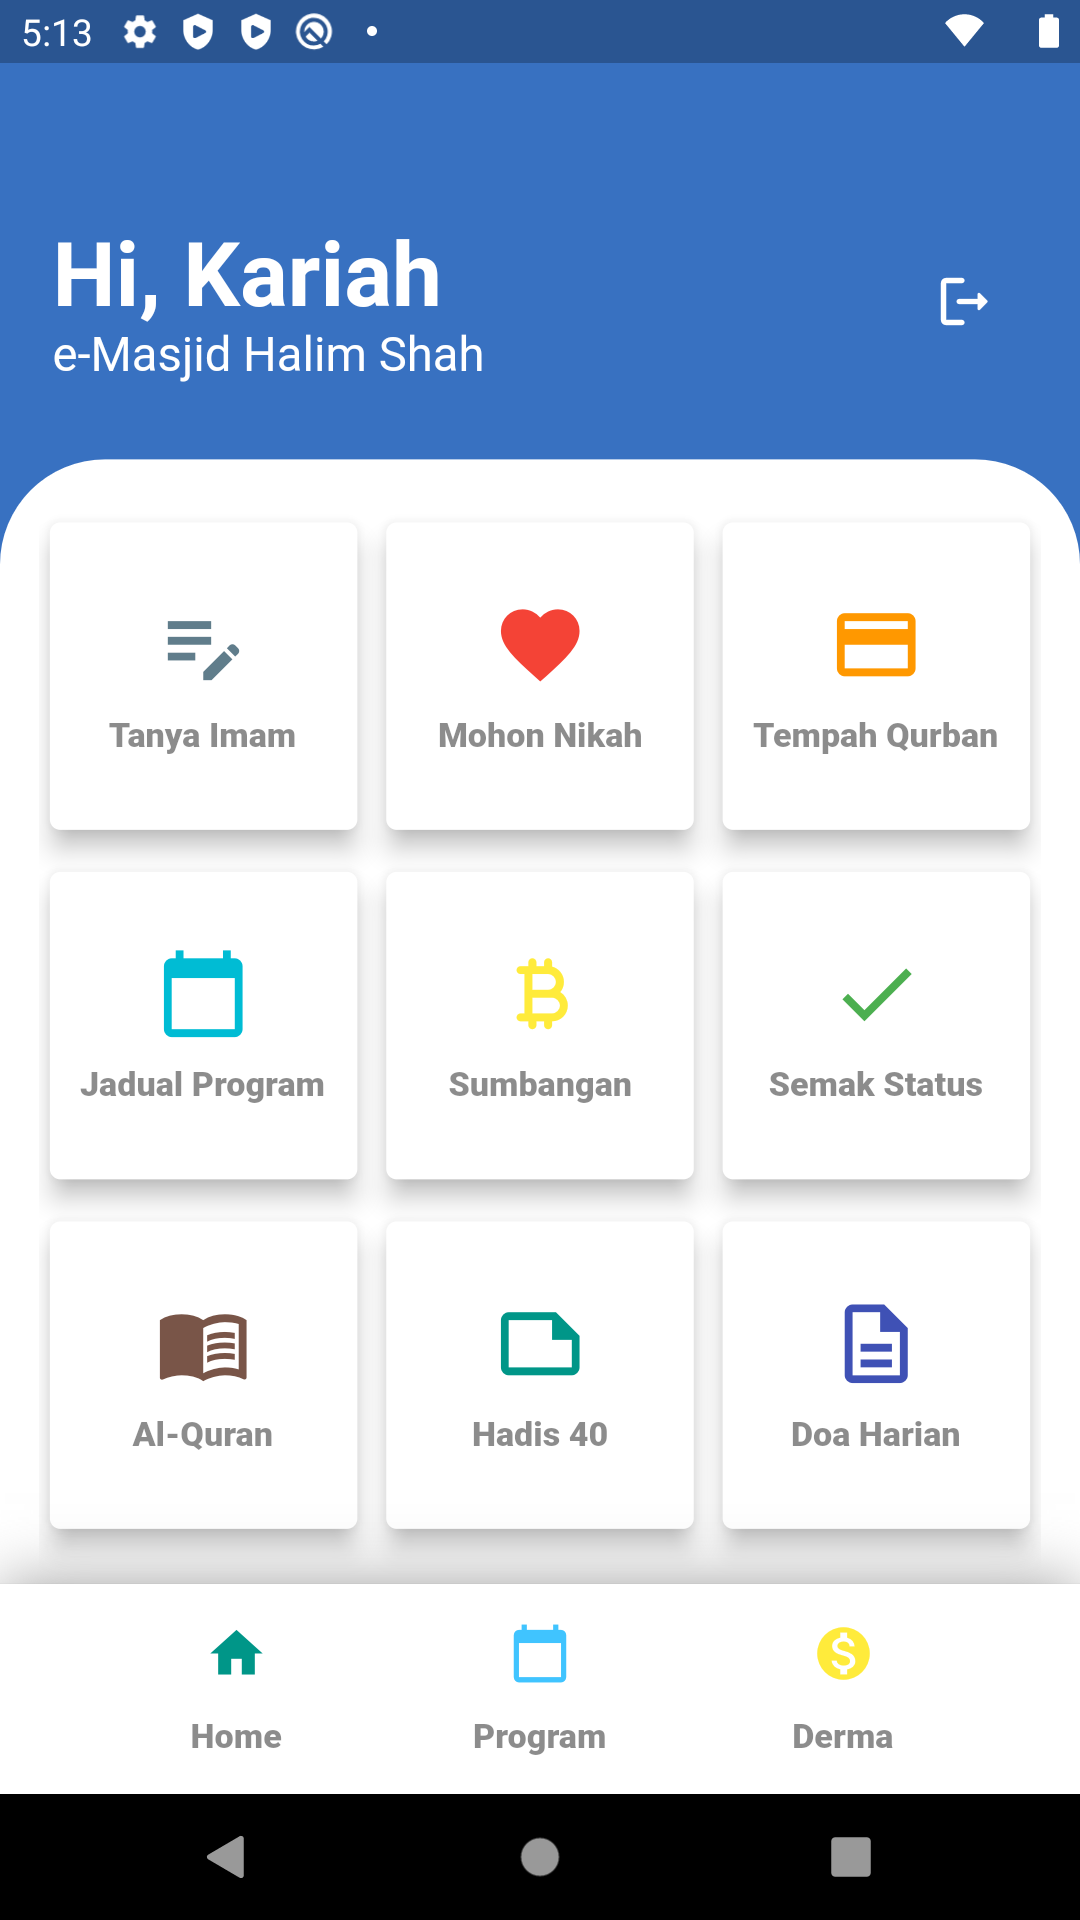 5:13
Hi, Kariah
e-Masjid Halim Shah
Tanya Imam
Mohon Nikah
Tempah Qurban
Jadual Program
Sumbangan
Semak Status
Al-Quran
Hadis 40
Doa Harian
Home
Program
Derma